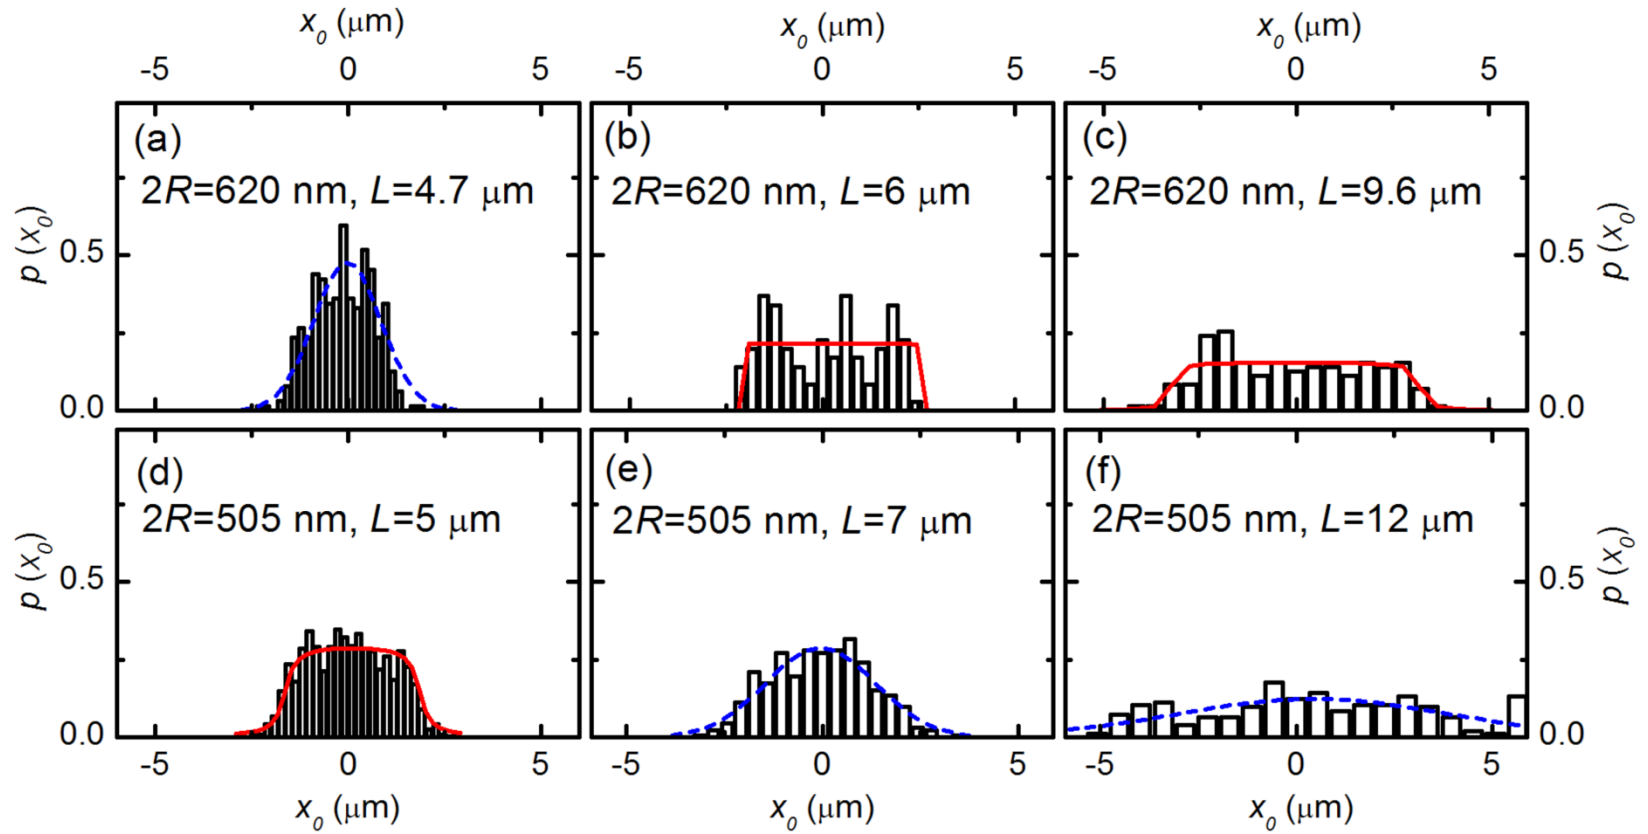 x₀ (μm) x₀ (μm) x₀ (μm)
-5 0 5 -5 0 5 -5 0 5
(a) (b) (c)
2R=620 nm, L=4.7 μm 2R=620 nm, L=6 μm 2R=620 nm, L=9.6 μm
p (x₀) p (x₀)
0.5 0.5
0.0 0.0
(d) (e) (f)
2R=505 nm, L=5 μm 2R=505 nm, L=7 μm 2R=505 nm, L=12 μm
p (x₀) p (x₀)
0.5 0.5
0.0 0.0
-5 0 5 -5 0 5 -5 0 5
x₀ (μm) x₀ (μm) x₀ (μm)